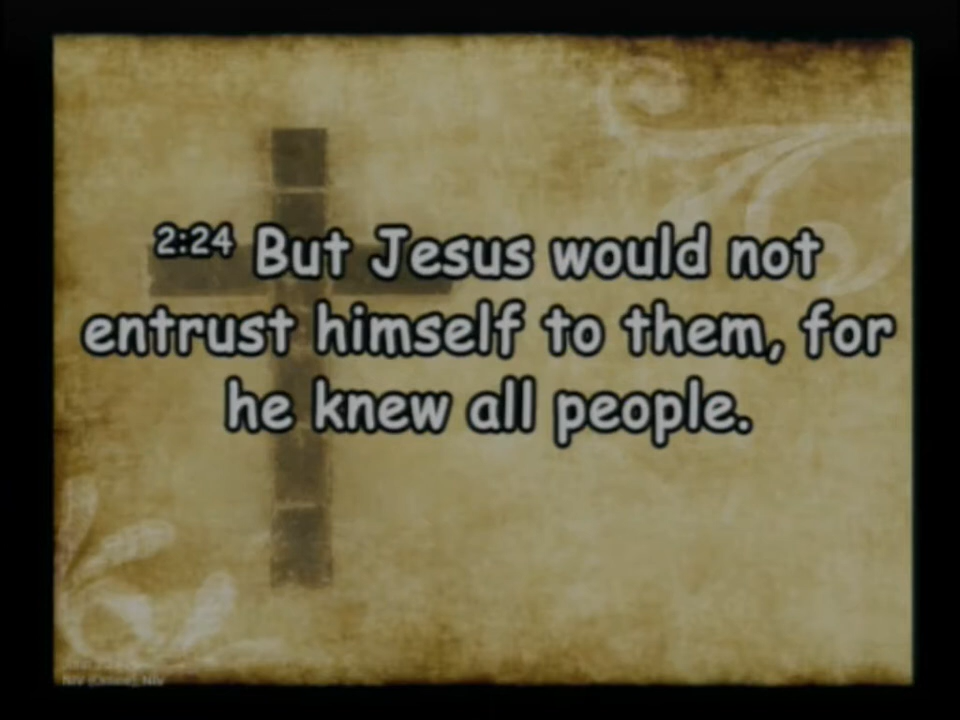 2:24 But Jesus would not
entrust himself to them, for
he knew all people.